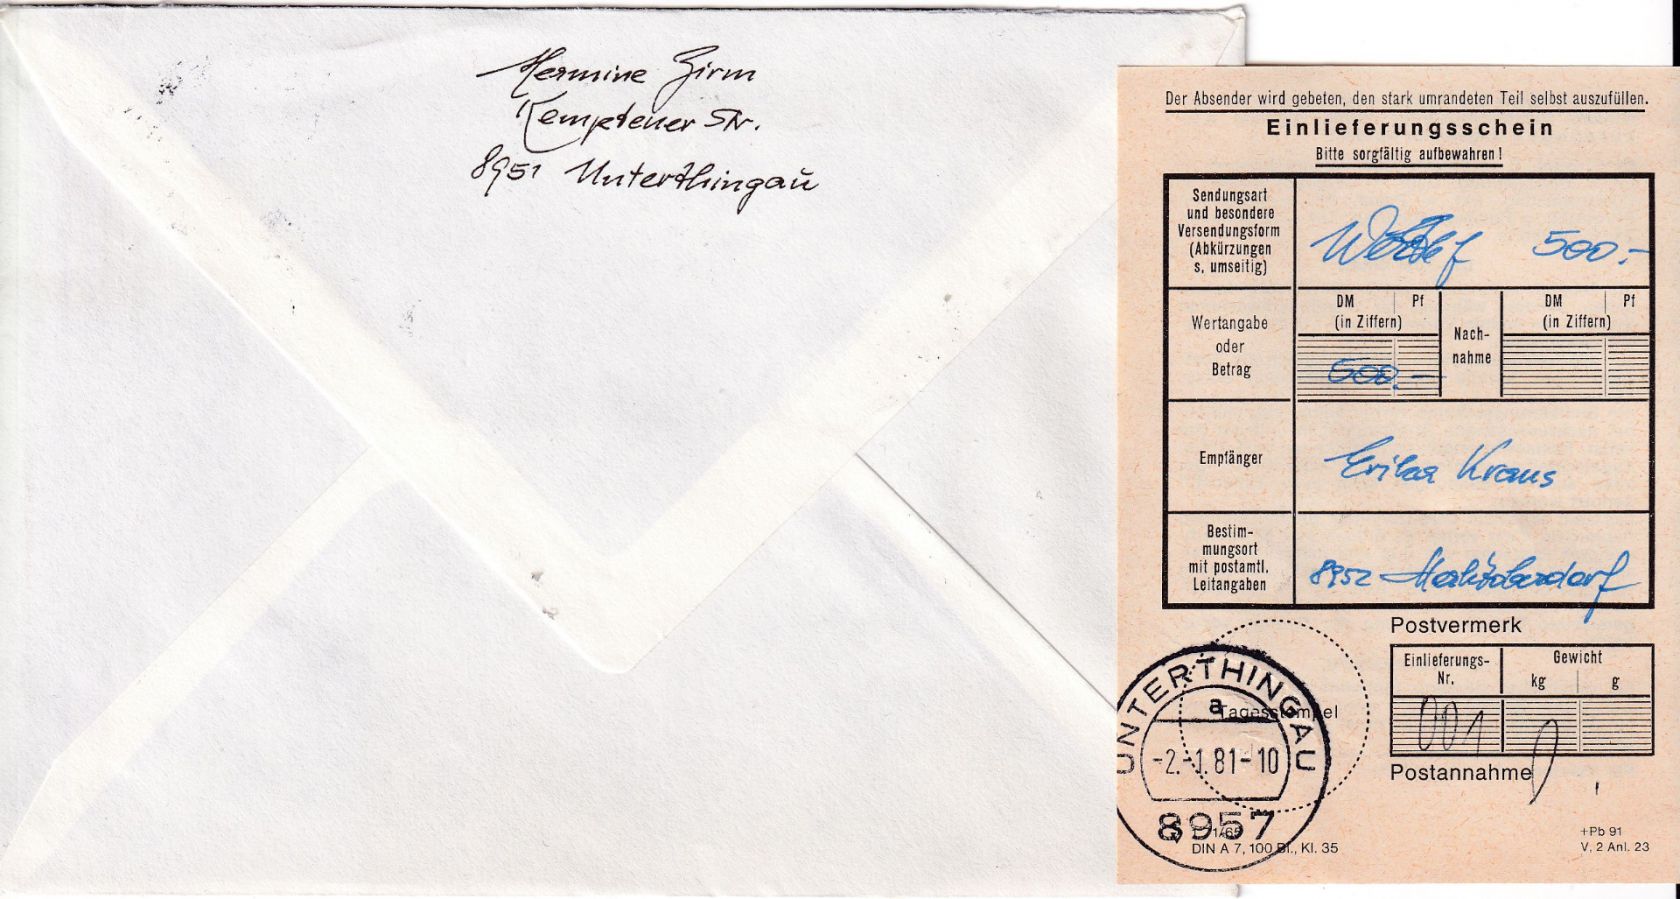 Hermine Zirm
Kemptener Str.
8951 Unterthingau
Der Absender wird gebeten, den stark umrandeten Teil selbst auszufüllen.
Einlieferungsschein
Bitte sorgfältig aufbewahren!
Sendungsart
und besondere
Versendungsform
(Abkürzungen
s. umseitig)
500.-
Wertangabe
oder
Betrag
DM Pf
(in Ziffern)
500.-
Nach-
nahme
DM Pf
(in Ziffern)
Empfänger
Erika Kraus
Bestim-
mungsort
mit postamtl.
Leitangaben
8952 Marktoberdorf
Postvermerk
Einlieferungs-
Nr.
Gewicht
kg g
001
Postannahme
Tagesstempel
UNTERTHINGAU
a
-2.-1.81-10
8957
DIN A 7, 100 Bl., Kl. 35
+Pb 91
V, 2 Anl. 23